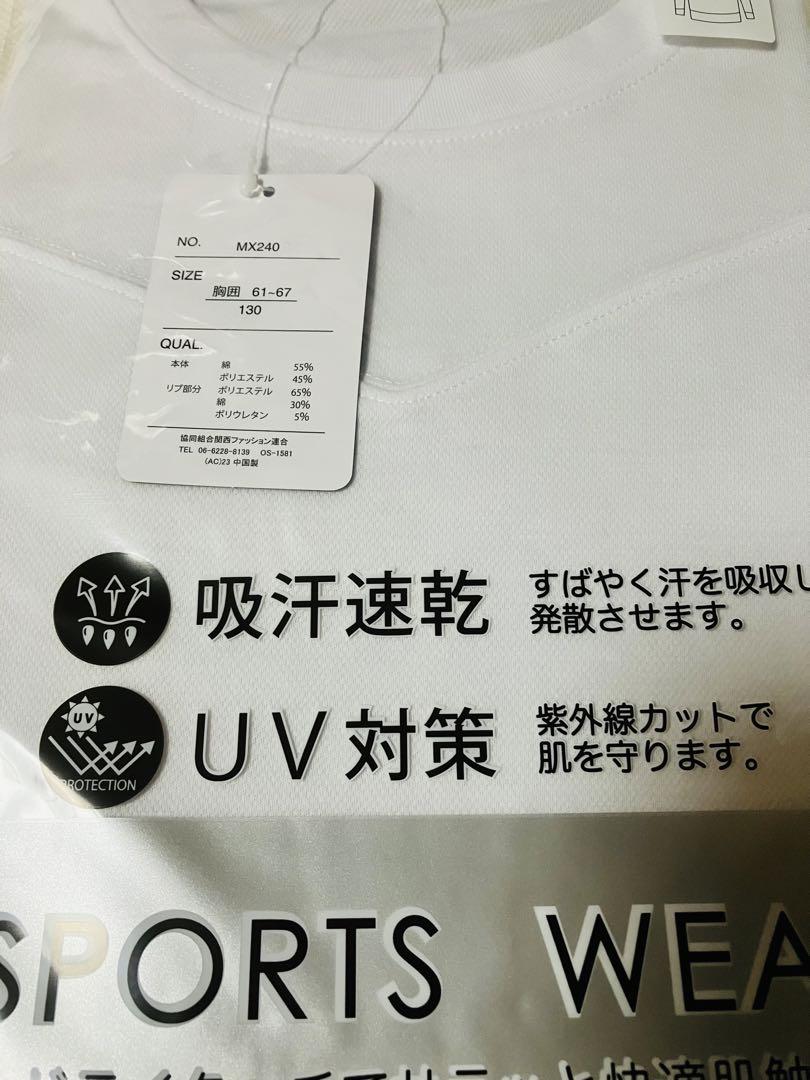 NO. MX240
SIZE
胸囲 61~67
130
QUAL.
本体 綿 55%
ポリエステル 45%
リブ部分 ポリエステル 65%
綿 30%
ポリウレタン 5%
協同組合関西ファッション連合
TEL 06-6228-8139 OS-1581
(AC)23 中国製
吸汗速乾
すばやく汗を吸収し
発散させます。
UV
PROTECTION
UV対策
紫外線カットで
肌を守ります。
SPORTS WEA